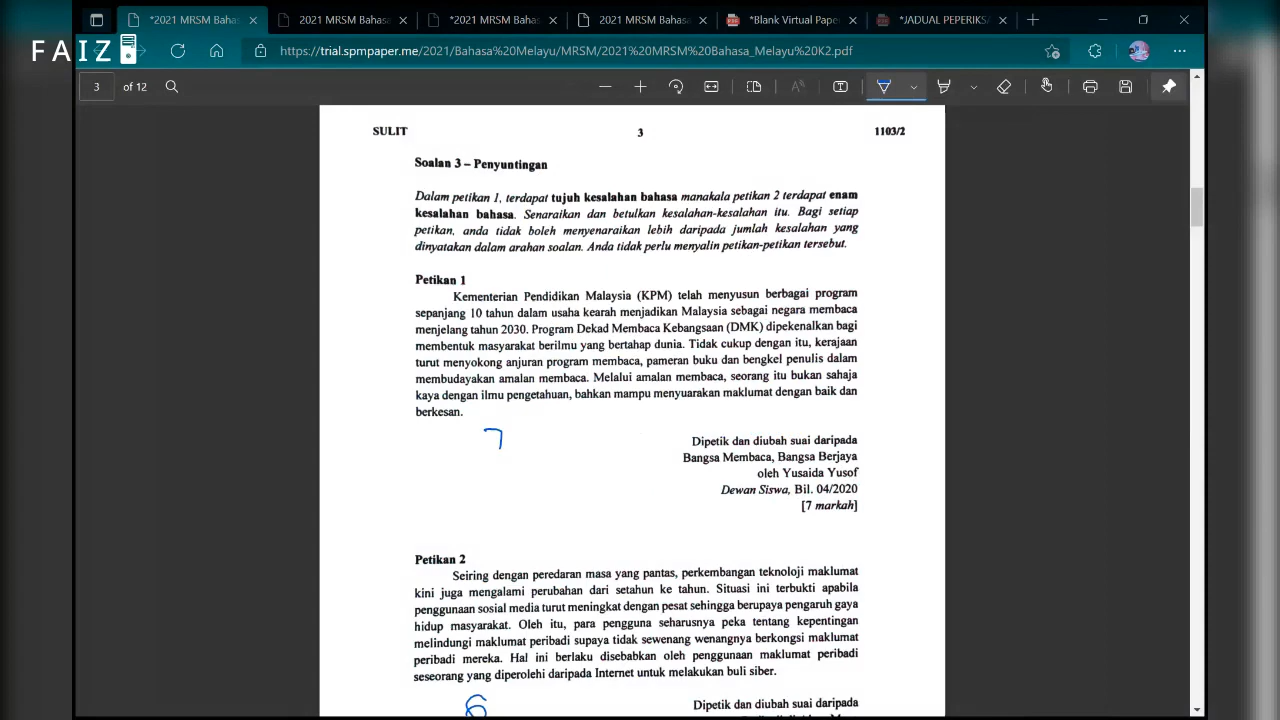 *2021 MRSM Bahas
2021 MRSM Bahasa
*2021 MRSM Bahas
2021 MRSM Bahas
*Blank Virtual Pape
*JADUAL PEPERIKSA
FAIZ
https://trial.spmpaper.me/2021/Bahasa%20Melayu/MRSM/2021%20MRSM%20Bahasa_Melayu%20K2.pdf
3 of 12
SULIT 3 1103/2
Soalan 3 – Penyuntingan
Dalam petikan 1, terdapat tujuh kesalahan bahasa manakala petikan 2 terdapat enam
kesalahan bahasa. Senaraikan dan betulkan kesalahan-kesalahan itu. Bagi setiap
petikan, anda tidak boleh menyenaraikan lebih daripada jumlah kesalahan yang
dinyatakan dalam arahan soalan. Anda tidak perlu menyalin petikan-petikan tersebut.
Petikan 1
Kementerian Pendidikan Malaysia (KPM) telah menyusun berbagai program
sepanjang 10 tahun dalam usaha kearah menjadikan Malaysia sebagai negara membaca
menjelang tahun 2030. Program Dekad Membaca Kebangsaan (DMK) dipekenalkan bagi
membentuk masyarakat berilmu yang bertahap dunia. Tidak cukup dengan itu, kerajaan
turut menyokong anjuran program membaca, pameran buku dan bengkel penulis dalam
membudayakan amalan membaca. Melalui amalan membaca, seorang itu bukan sahaja
kaya dengan ilmu pengetahuan, bahkan mampu menyuarakan maklumat dengan baik dan
berkesan.
7
Dipetik dan diubah suai daripada
Bangsa Membaca, Bangsa Berjaya
oleh Yusaida Yusof
Dewan Siswa, Bil. 04/2020
[7 markah]
Petikan 2
Seiring dengan peredaran masa yang pantas, perkembangan teknologi maklumat
kini juga mengalami perubahan dari setahun ke tahun. Situasi ini terbukti apabila
penggunaan sosial media turut meningkat dengan pesat sehingga berupaya pengaruh gaya
hidup masyarakat. Oleh itu, para pengguna seharusnya peka tentang kepentingan
melindungi maklumat peribadi supaya tidak sewenang wenangnya berkongsi maklumat
peribadi mereka. Hal ini berlaku disebabkan oleh penggunaan maklumat peribadi
seseorang yang diperolehi daripada Internet untuk melakukan buli siber.
6
Dipetik dan diubah suai daripada